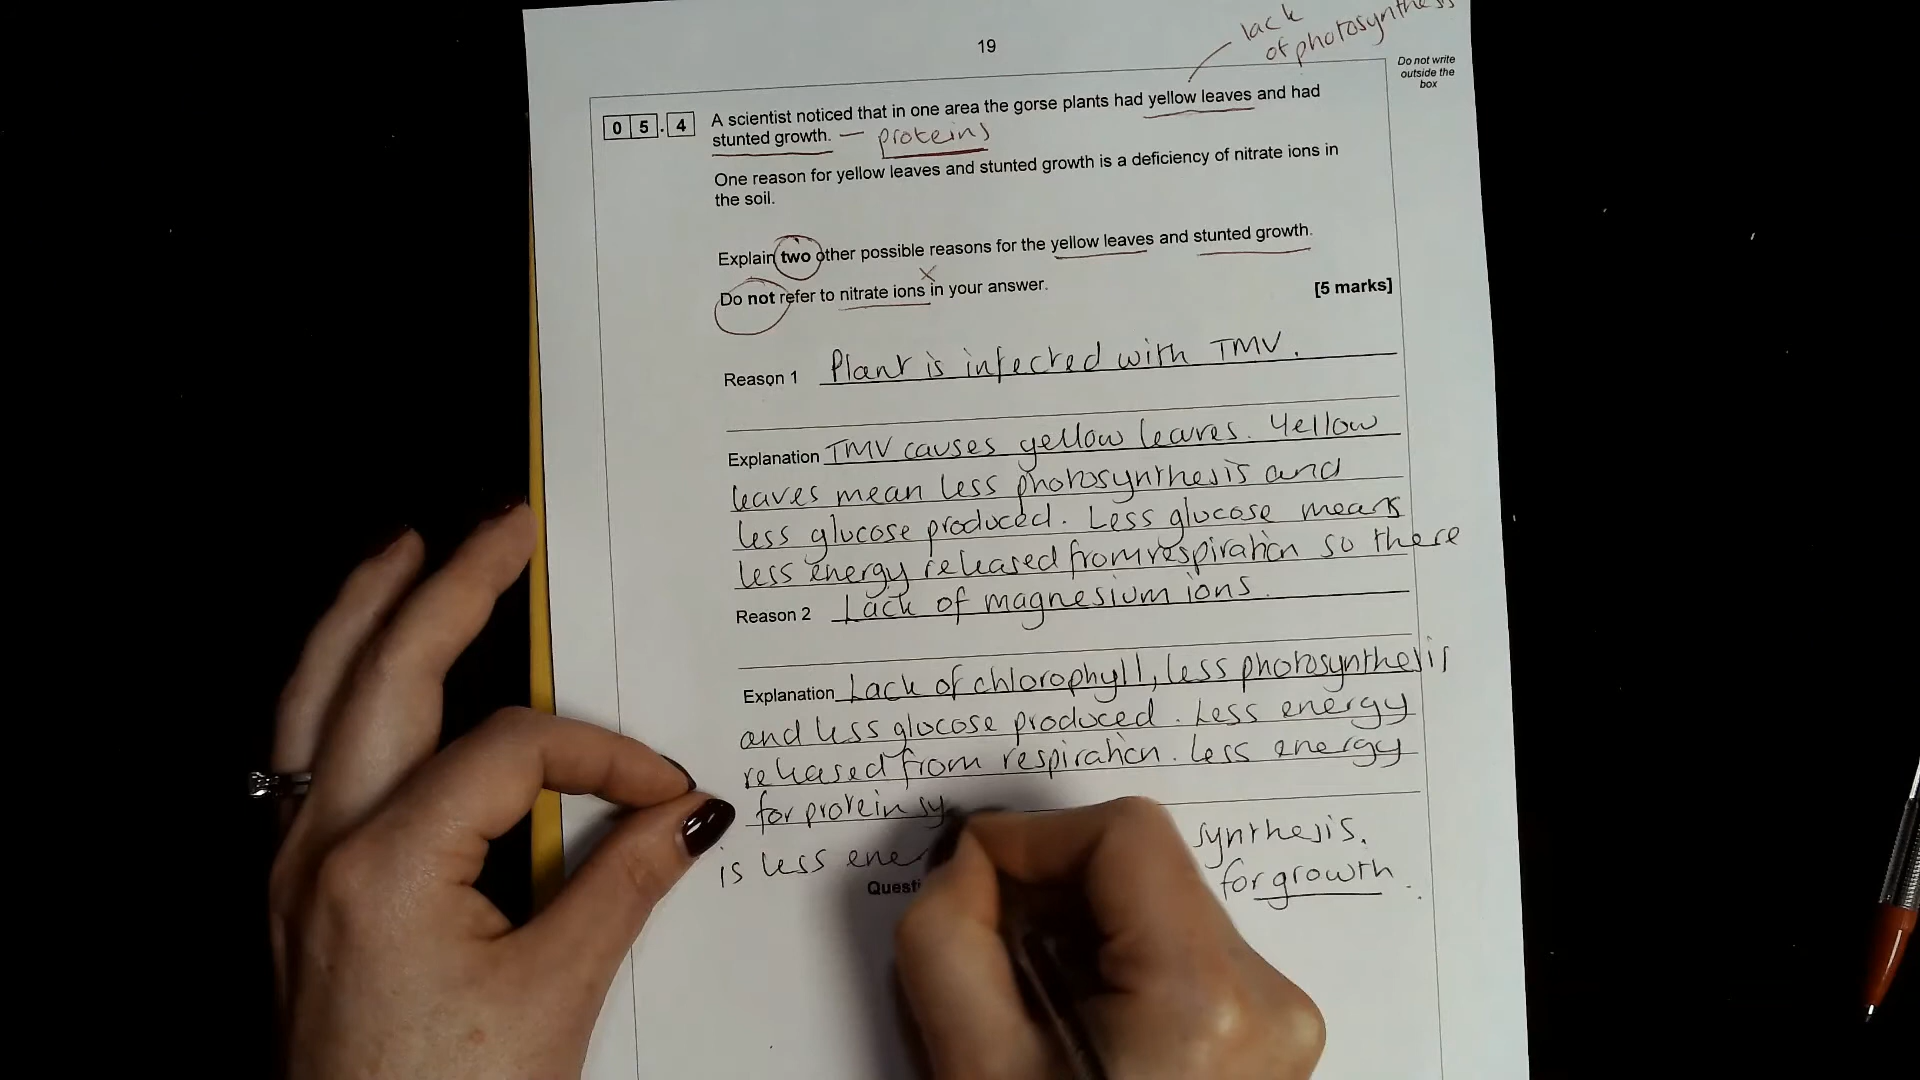 lack
of photosynthesis
19
Do not write
outside the
box
0 5 . 4
A scientist noticed that in one area the gorse plants had yellow leaves and had
stunted growth. — proteins
One reason for yellow leaves and stunted growth is a deficiency of nitrate ions in
the soil.
Explain two other possible reasons for the yellow leaves and stunted growth.
Do not refer to nitrate ions in your answer.
[5 marks]
Reason 1 Plant is infected with TMV.
Explanation TMV causes yellow leaves. Yellow
leaves mean less photosynthesis and
less glucose produced. Less glucose means
less energy released from respiration so there
Reason 2 Lack of magnesium ions.
Explanation Lack of chlorophyll, less photosynthesis
and less glucose produced. Less energy
released from respiration. Less energy
for protein sy
synthesis.
is less ene
for growth.
Questi